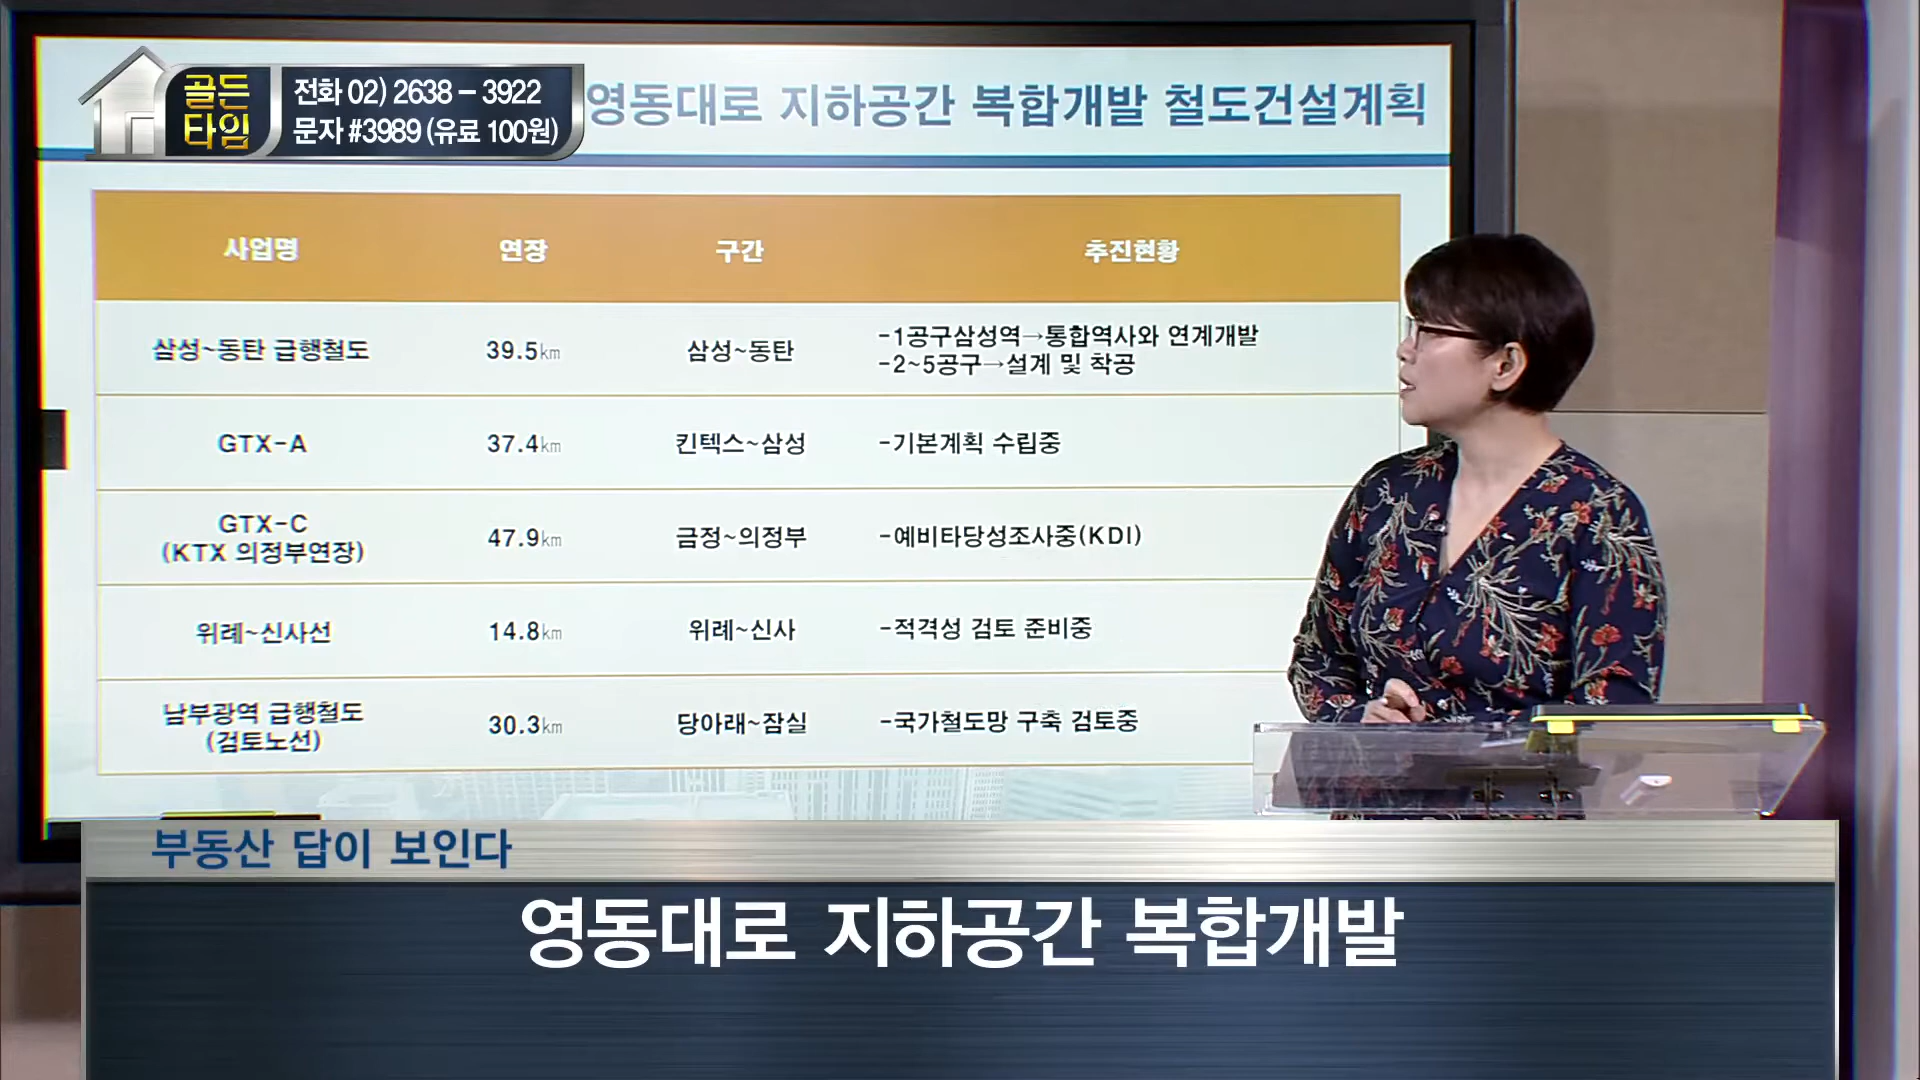 골든
타임
전화 02) 2638 - 3922
문자 #3989 (유료 100원)
영동대로 지하공간 복합개발 철도건설계획
사업명 연장 구간 추진현황
삼성~동탄 급행철도 39.5km 삼성~동탄 -1공구삼성역→통합역사와 연계개발
-2~5공구→설계 및 착공
GTX-A 37.4km 킨텍스~삼성 -기본계획 수립중
GTX-C
(KTX 의정부연장) 47.9km 금정~의정부 -예비타당성조사중(KDI)
위례~신사선 14.8km 위례~신사 -적격성 검토 준비중
남부광역 급행철도
(검토노선) 30.3km 당아래~잠실 -국가철도망 구축 검토중
부동산 답이 보인다
영동대로 지하공간 복합개발